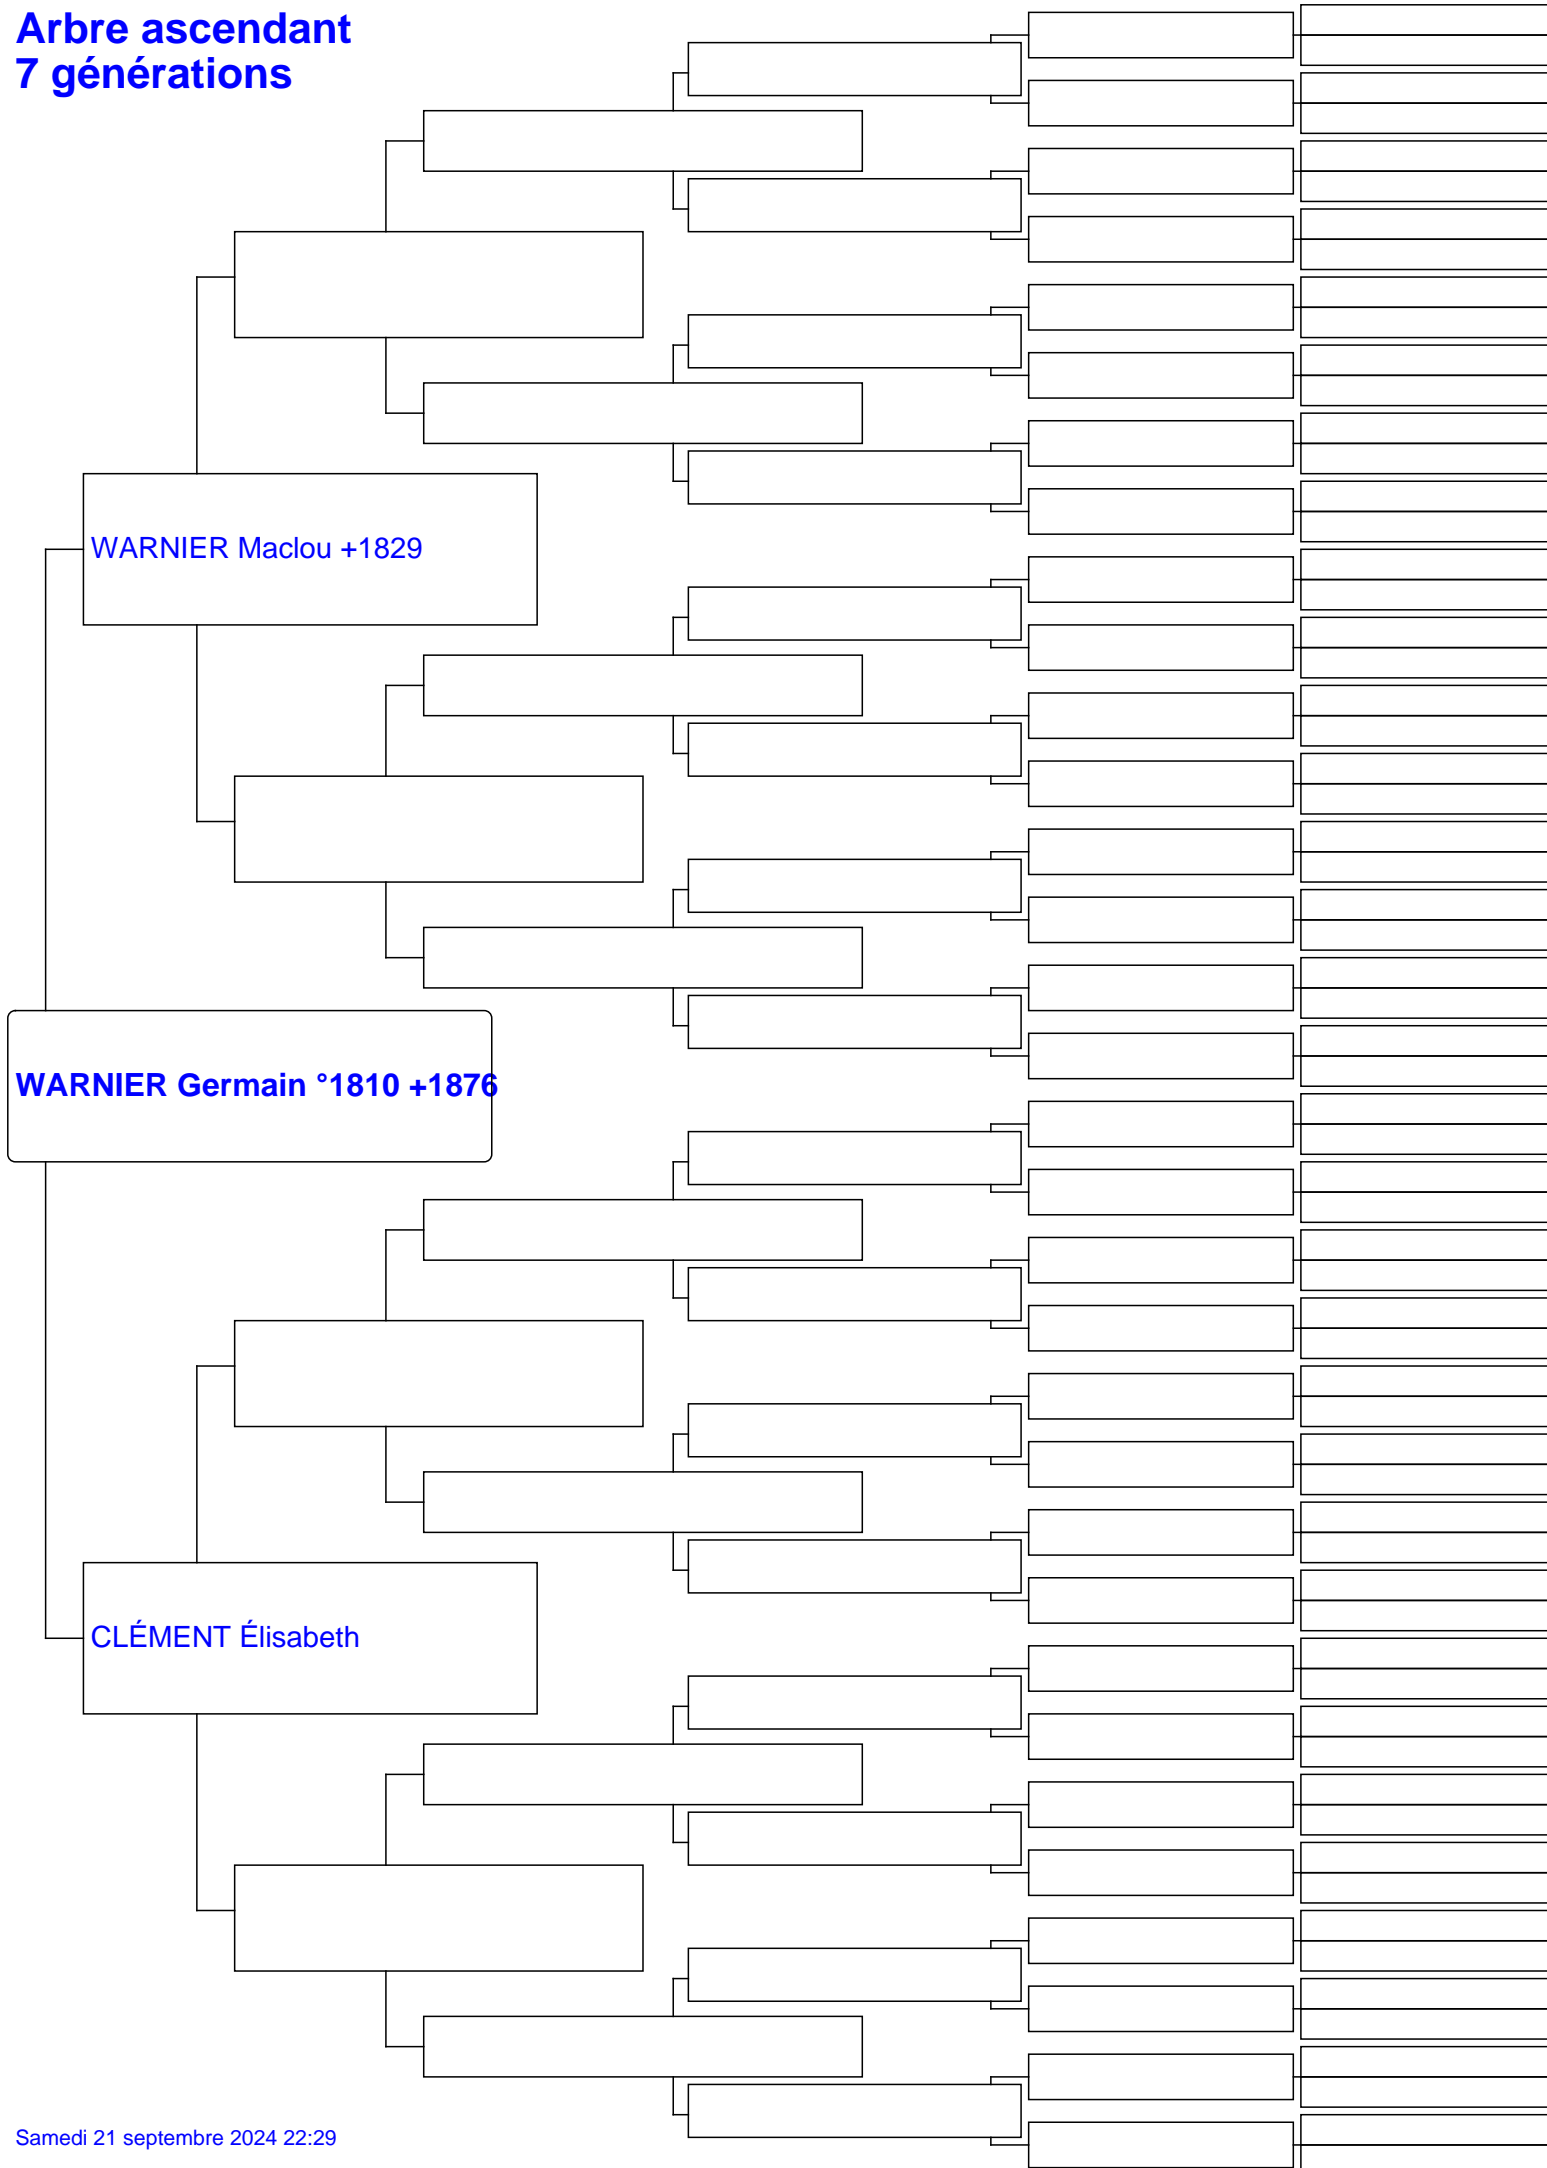 Arbre ascendant
7 générations
WARNIER Maclou +1829
WARNIER Germain °1810 +1876
CLÉMENT Élisabeth
Samedi 21 septembre 2024 22:29